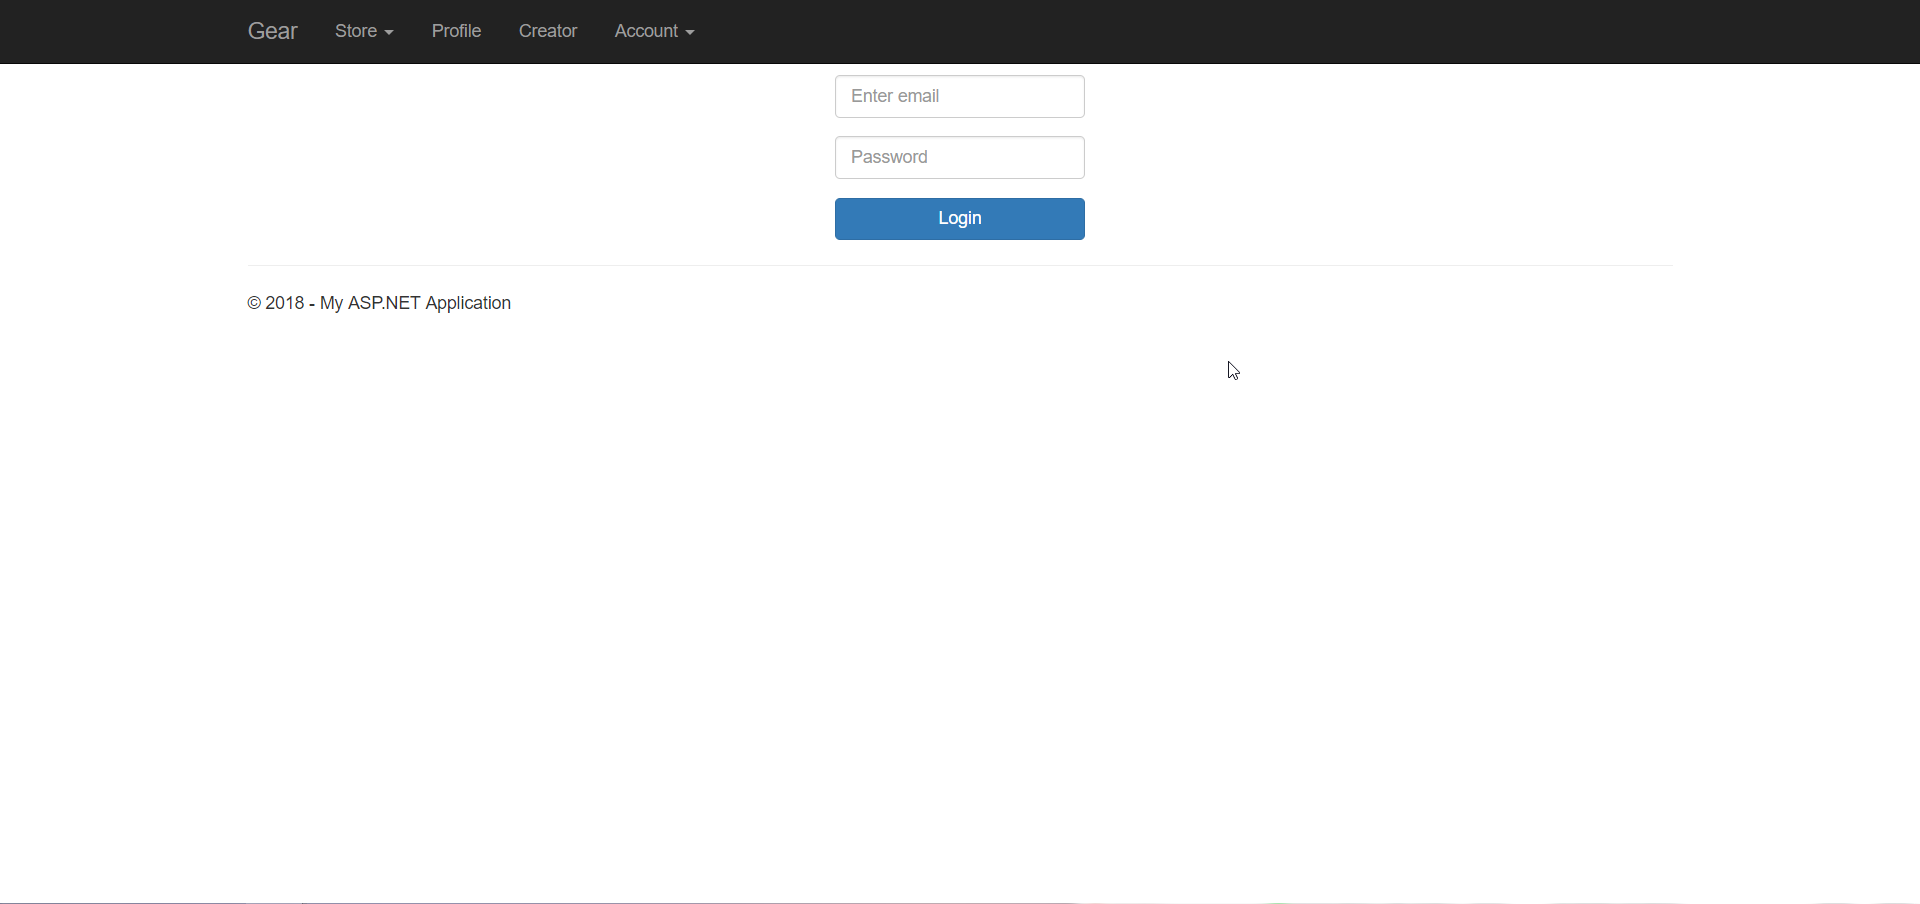 Gear Store Profile Creator Account
Enter email
Password
Login
© 2018 - My ASP.NET Application